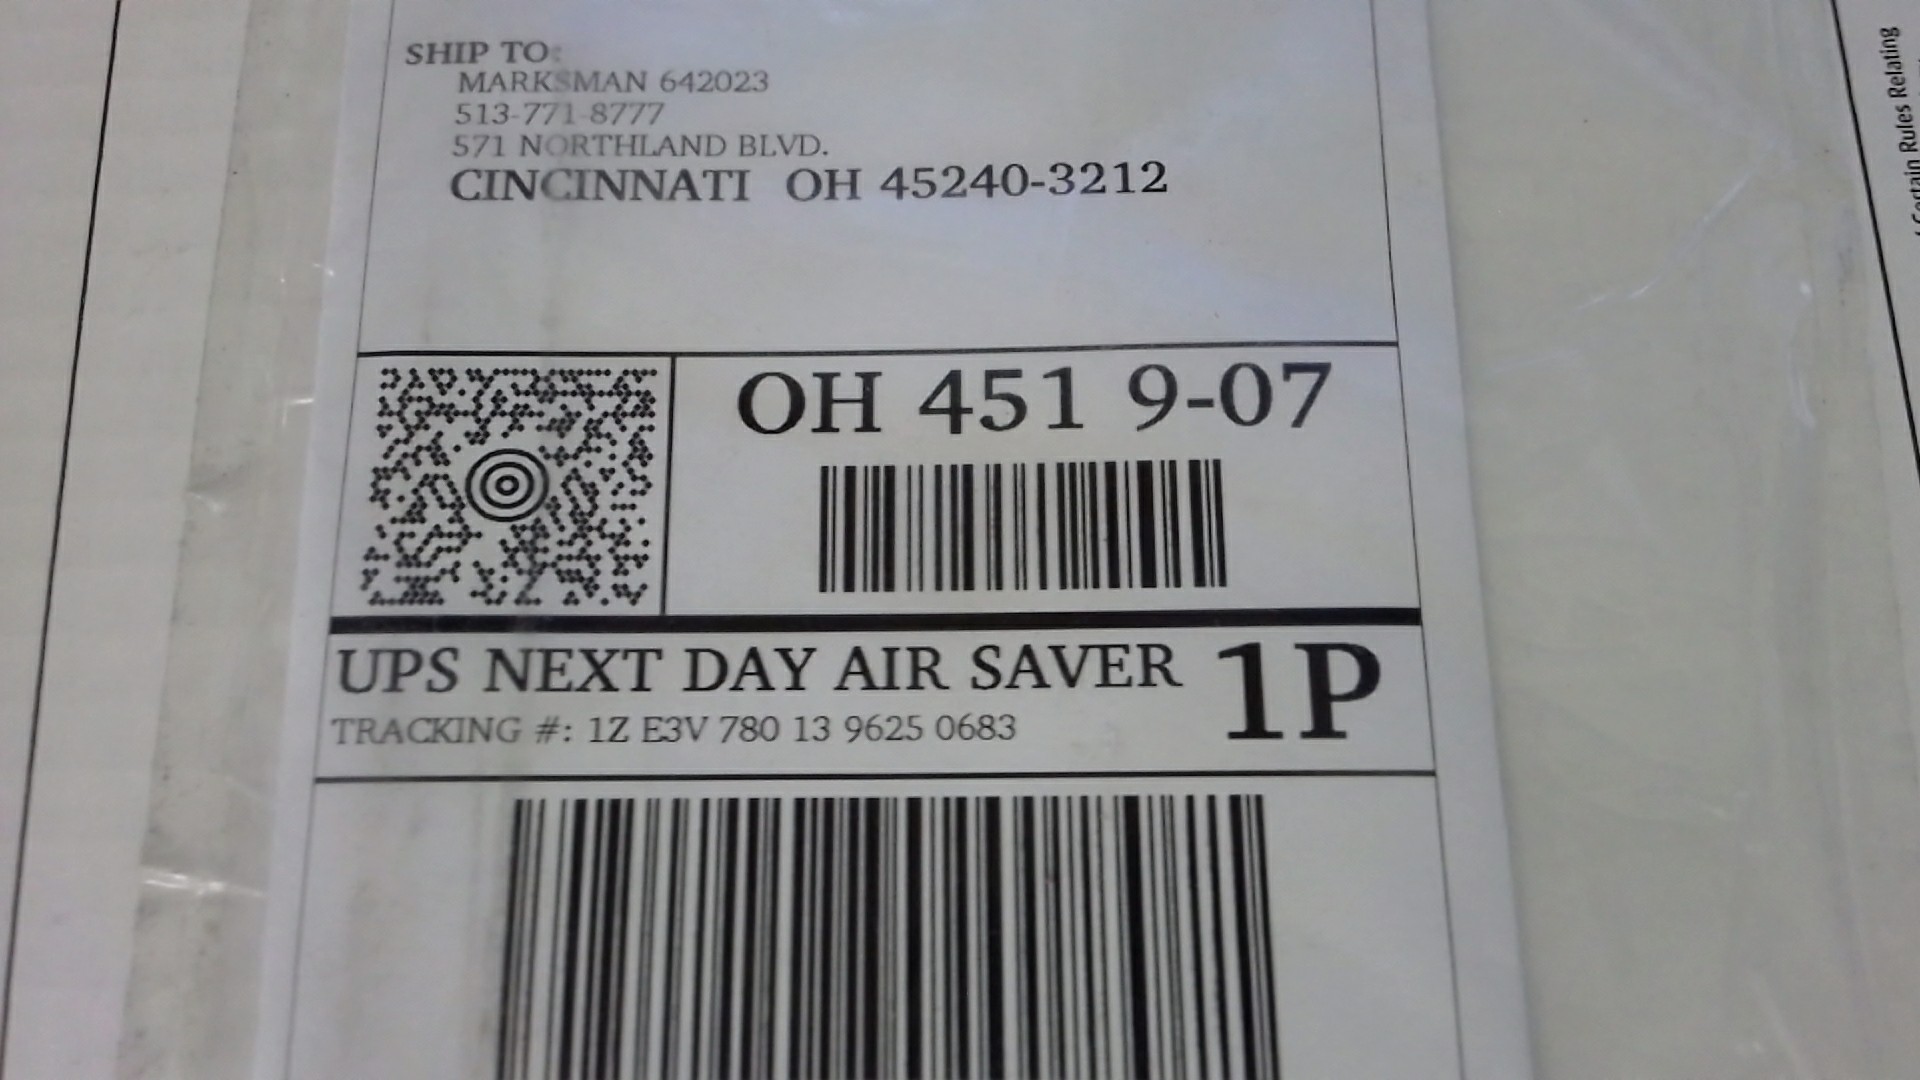 SHIP TO:
MARKSMAN 642023
513-771-8777
571 NORTHLAND BLVD.
CINCINNATI OH 45240-3212
OH 451 9-07
UPS NEXT DAY AIR SAVER
1P
TRACKING #: 1Z E3V 780 13 9625 0683
Certain Rules Relating